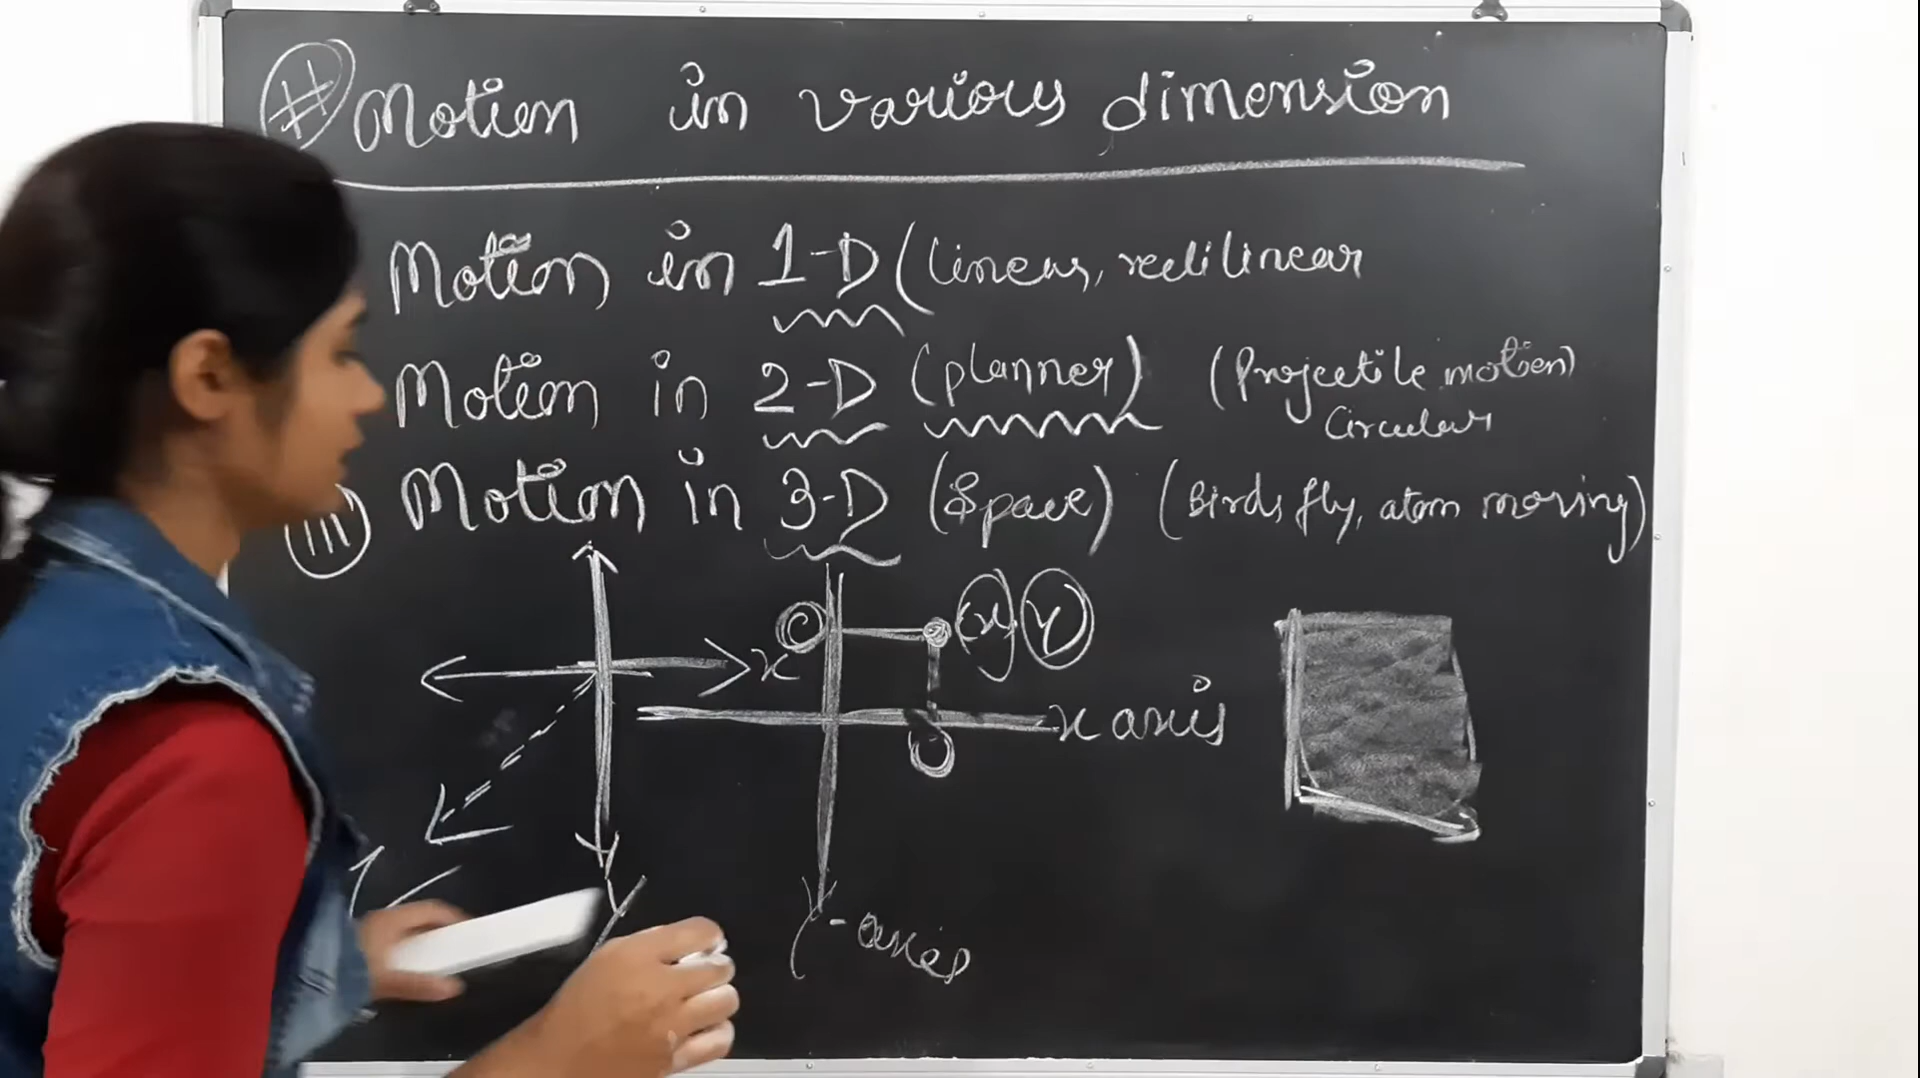 # Motion in various dimension
Motion in 1-D (linear, rectilinear
Motion in 2-D (planner) (Projectile motion)
Circular
(iii) Motion in 3-D (Space) (Birds fly, atom moving)
x
(x) (y)
x axis
Y
Y-axis